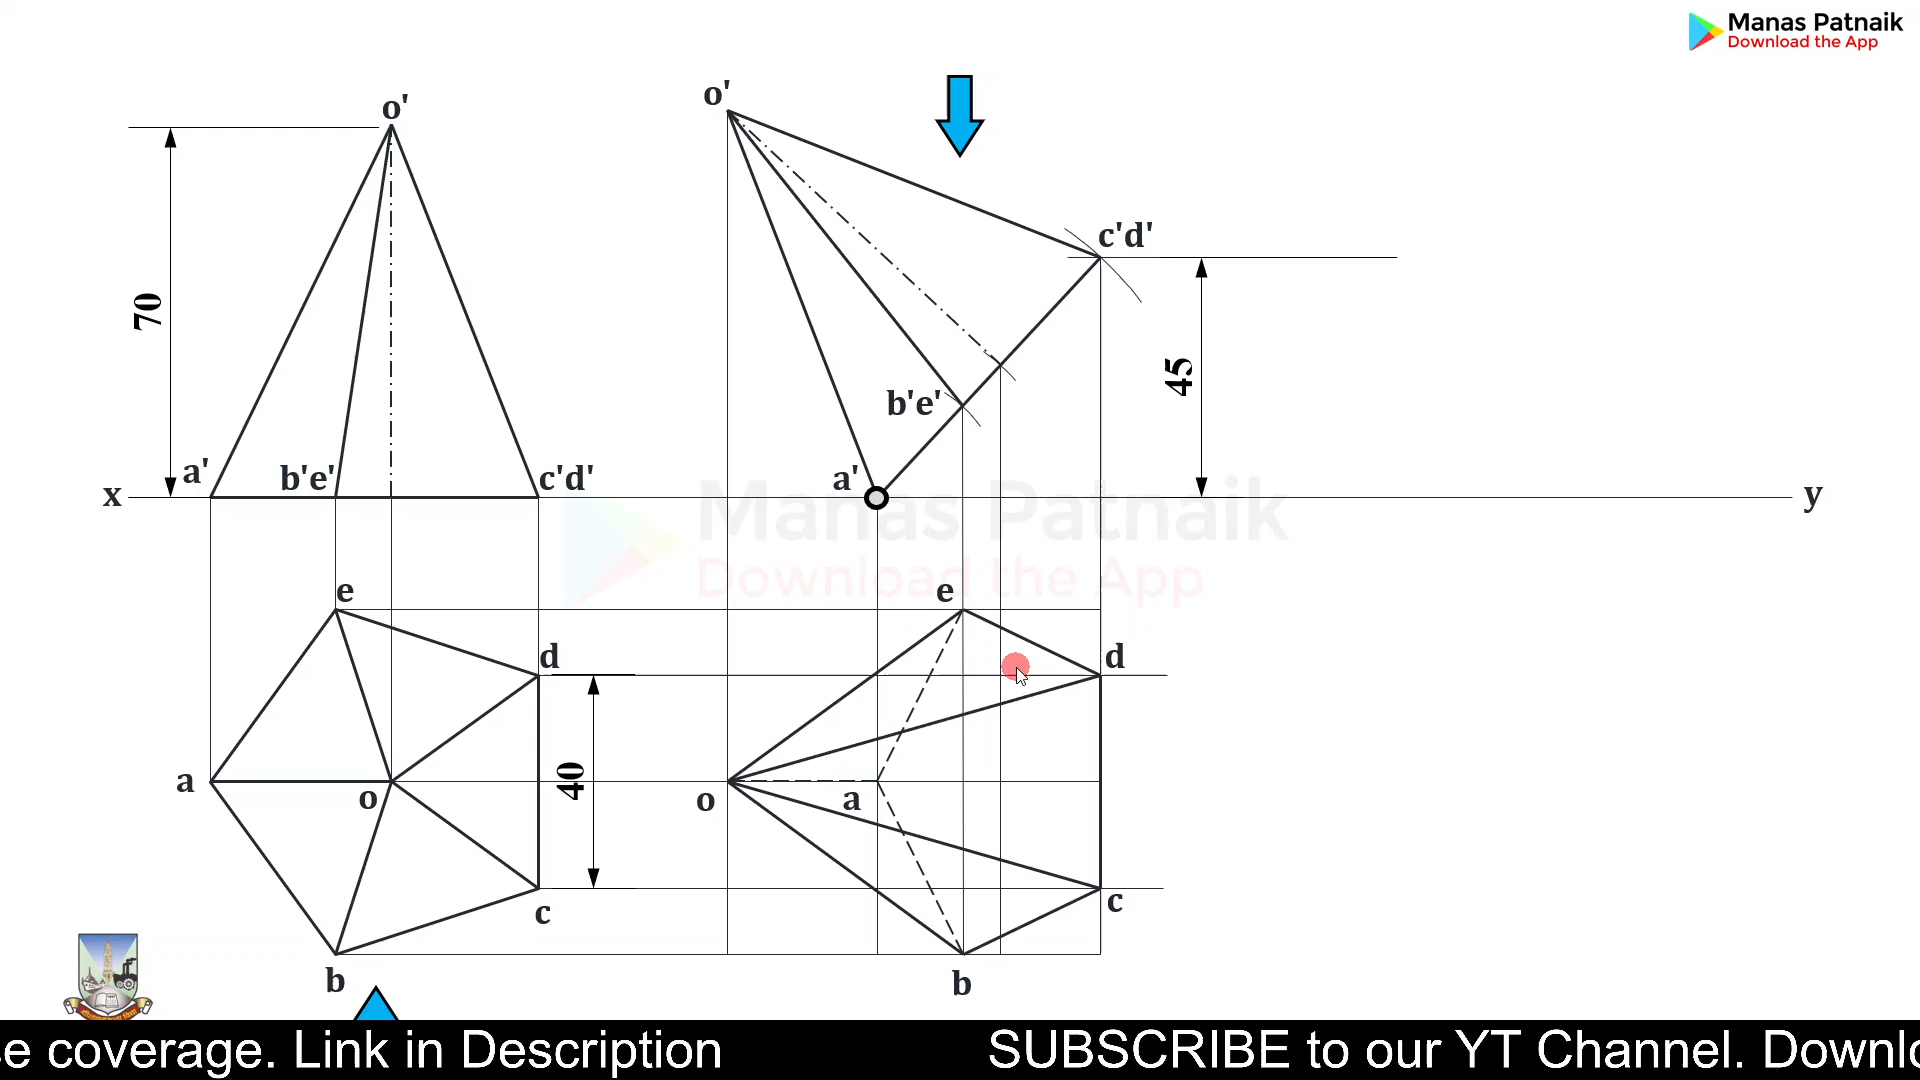 Manas Patnaik
Download the App
o'
o'
c'd'
70
45
b'e'
a'
b'e'
c'd'
a'
x
y
Manas Patnaik
Download the App
e
e
d
d
40
a
o
o
a
c
c
b
b
e coverage. Link in Description
SUBSCRIBE to our YT Channel. Downlo